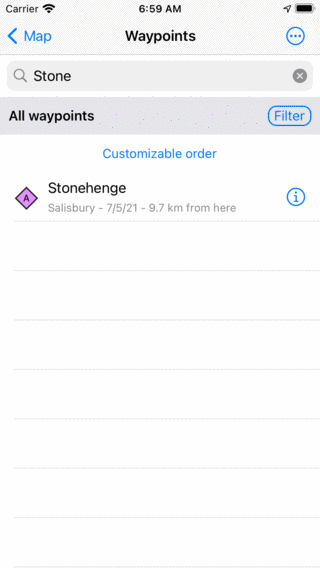 Carrier 6:59 AM
Map Waypoints
Stone
All waypoints Filter
Customizable order
A Stonehenge
Salisbury - 7/5/21 - 9.7 km from here